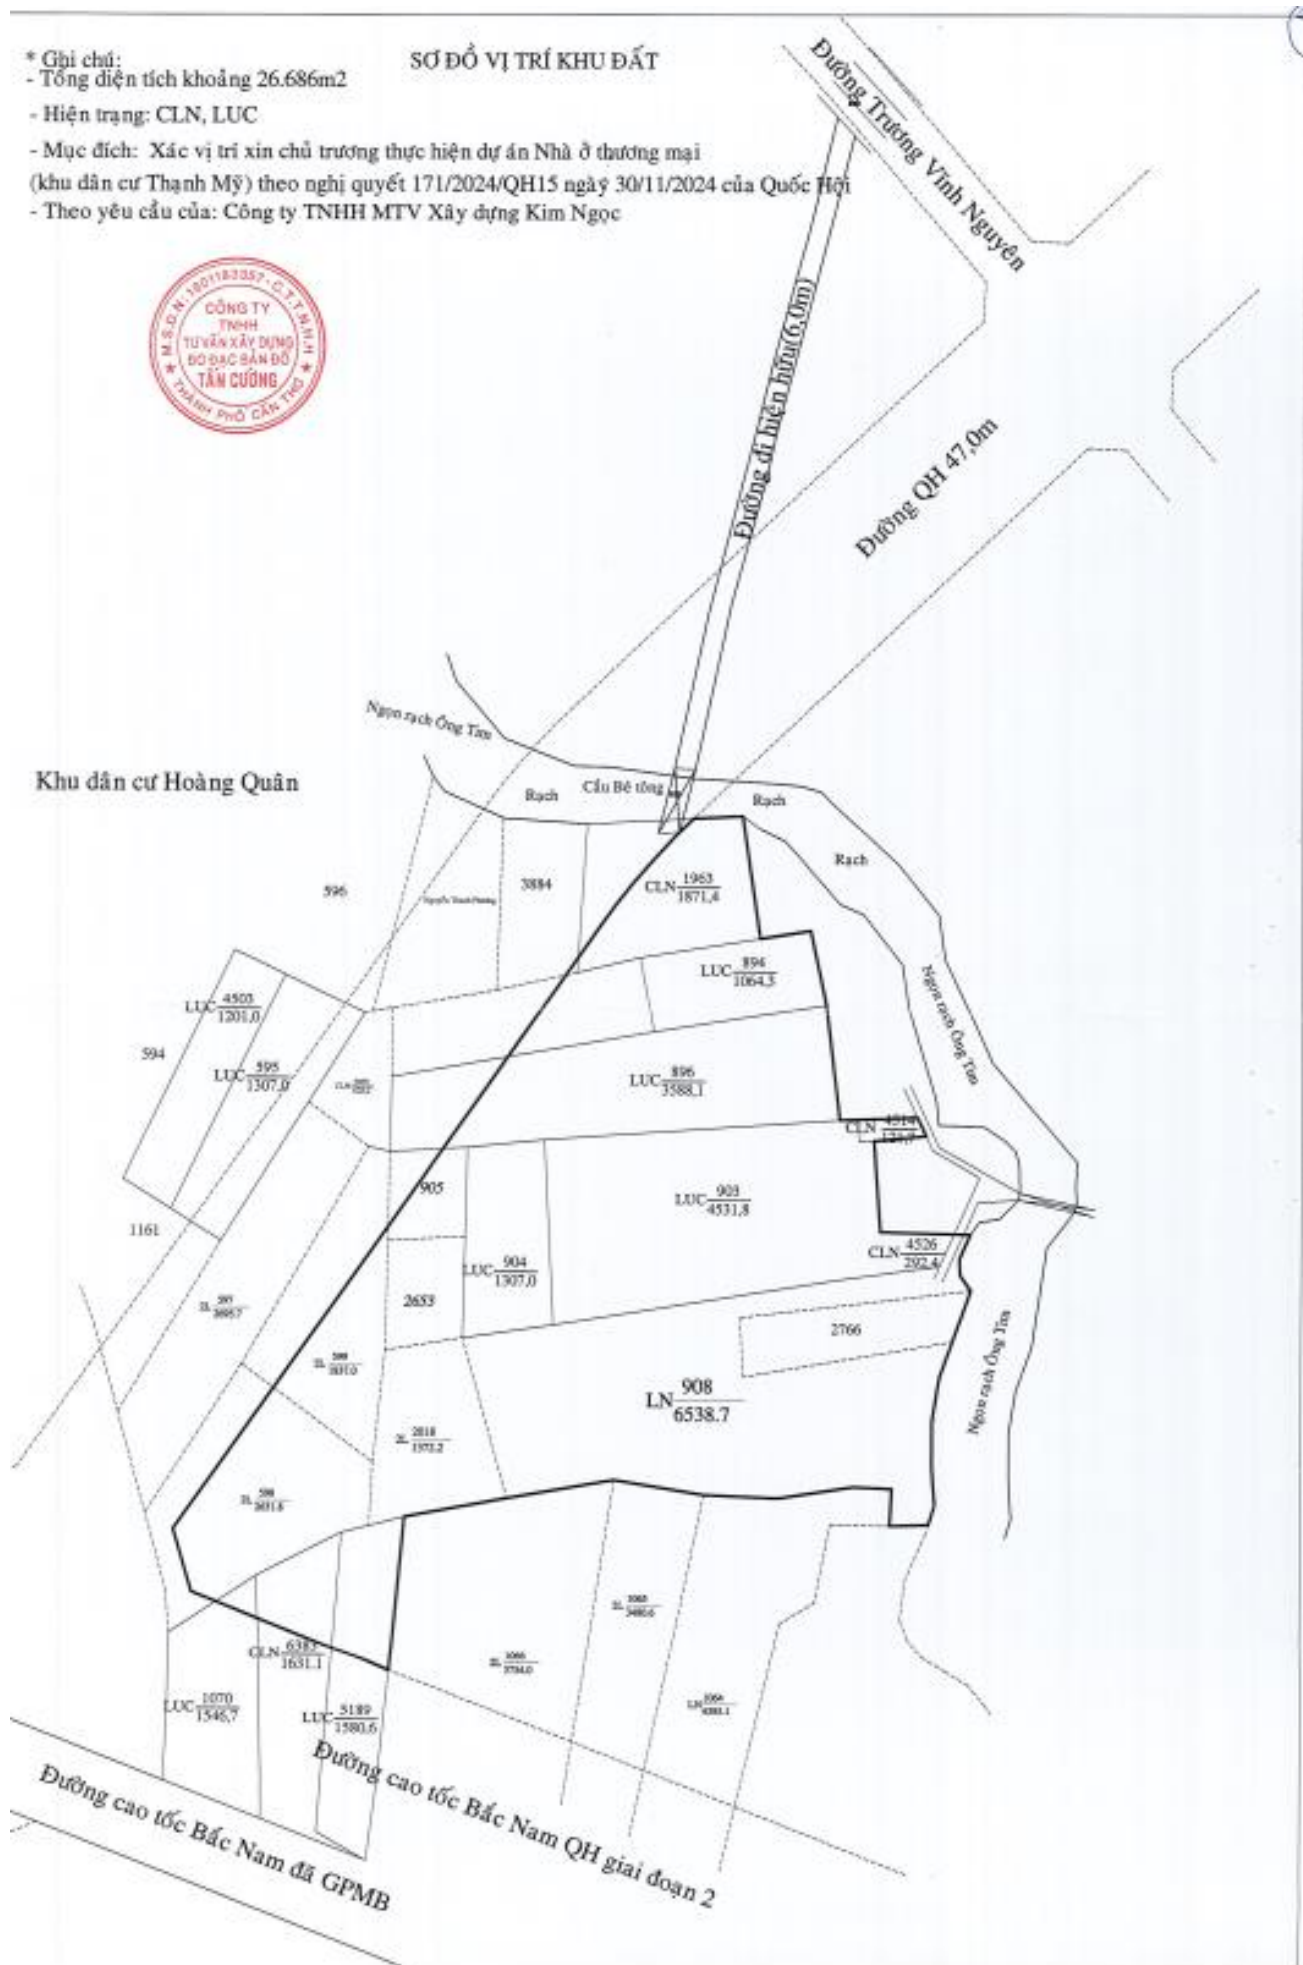 SƠ ĐỒ VỊ TRÍ KHU ĐẤT
* Ghi chú:
- Tổng diện tích khoảng 26.686m2
- Hiện trạng: CLN, LUC
- Mục đích: Xác vị trí xin chủ trương thực hiện dự án Nhà ở thương mại
(khu dân cư Thạnh Mỹ) theo nghị quyết 171/2024/QH15 ngày 30/11/2024 của Quốc Hội
- Theo yêu cầu của: Công ty TNHH MTV Xây dựng Kim Ngọc
M.S.D.N: 1801183357 - C.T.T.N.H.H
CÔNG TY
TNHH
TƯ VẤN XÂY DỰNG
ĐO ĐẠC BẢN ĐỒ
TÂN CƯỜNG
THÀNH PHỐ CẦN THƠ
Đường Trương Vĩnh Nguyên
Đường đi hiện hữu(6,0m)
Đường QH 47,0m
Ngọn rạch Ông Tim
Khu dân cư Hoàng Quân
Rạch
Cầu Bê tông
Rạch
Rạch
596
3884
CLN 1963
1871,4
LUC 894
1064,3
Ngọn rạch Ông Tim
LUC 4503
1201,0
594
LUC 595
1307,0
LUC 896
3588,1
CLN 4514
905
LUC 903
4531,8
1161
CLN 4526
292,4
LUC 904
1307,0
2653
2766
Ngọn rạch Ông Tim
LN 908
6538.7
2018
1372,2
CLN 6383
1631.1
LUC 1070
1546,7
LUC 5189
1580,6
Đường cao tốc Bắc Nam QH giai đoạn 2
Đường cao tốc Bắc Nam đã GPMB